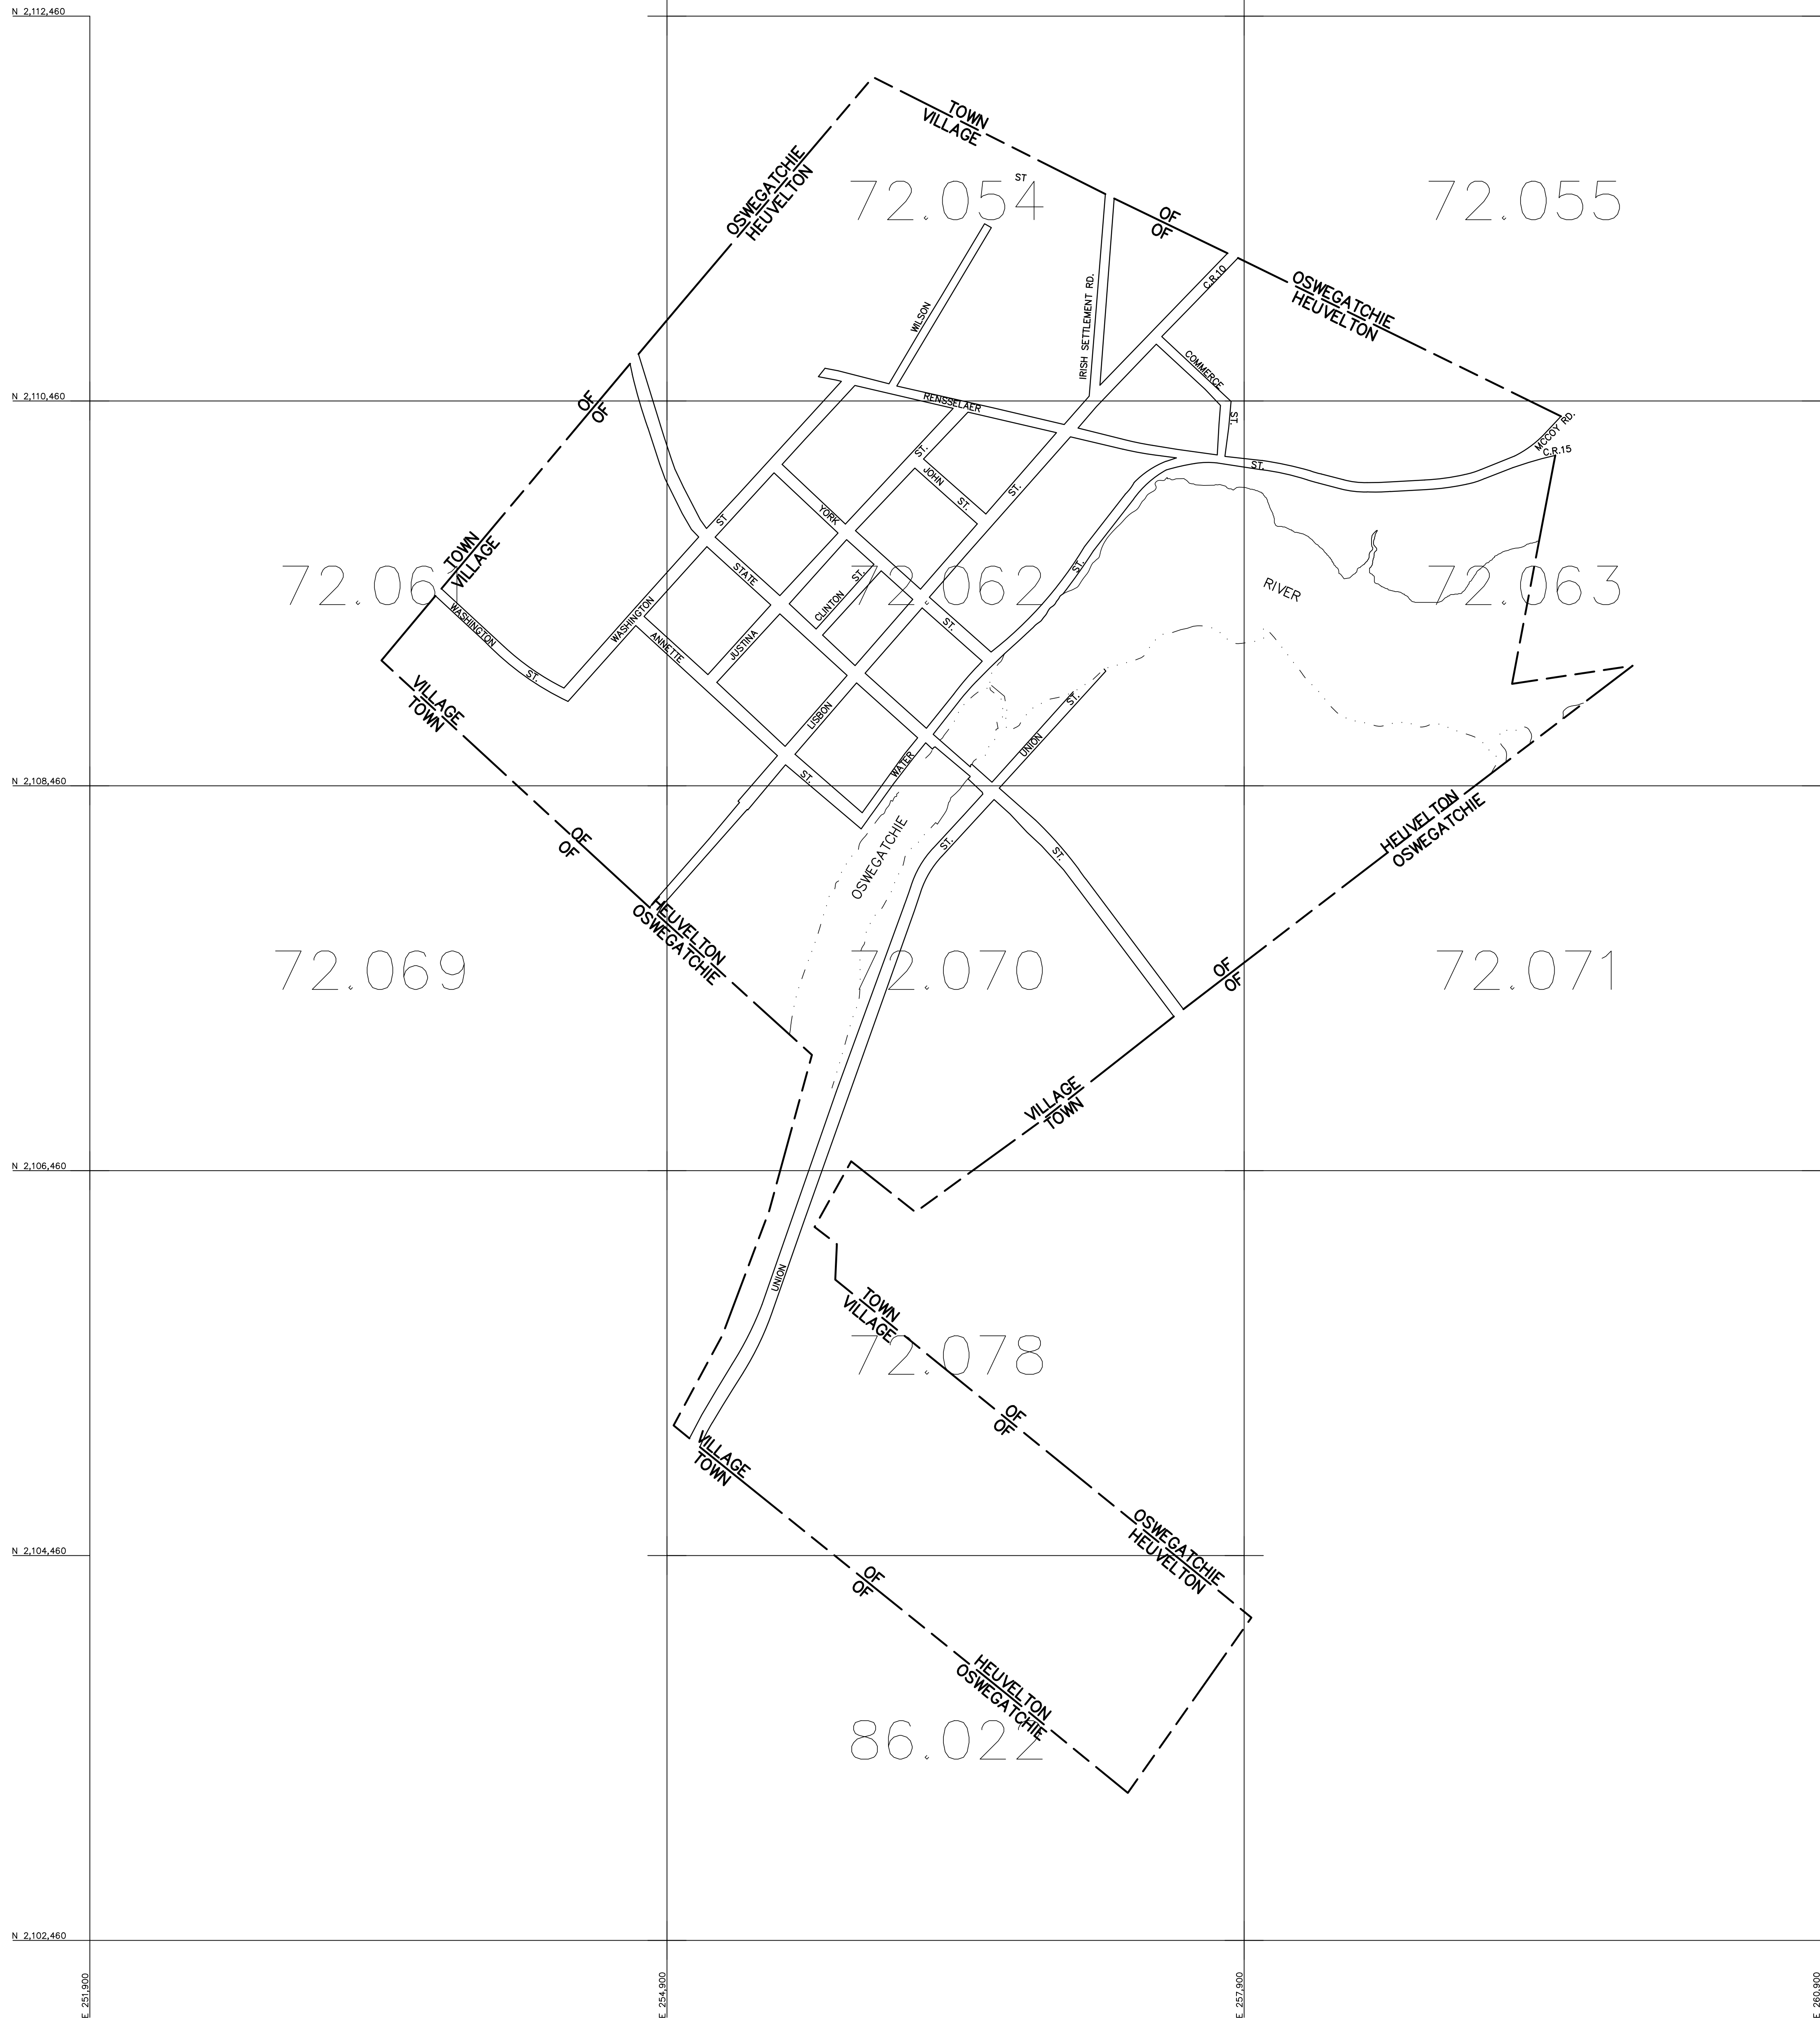 N 2,112,460
TOWN
VILLAGE
OSWEGATCHIE
HEUVELTON
72.054
ST
72.055
OF
OF
C.R.10
OSWEGATCHIE
HEUVELTON
WILSON
IRISH SETTLEMENT RD.
COMMERCE
ST.
N 2,110,460
OF
OF
RENSSELAER
ST.
MCCOY RD.
C.R.15
ST.
JOHN
ST.
ST.
ST
YORK
TOWN
VILLAGE
72.061
STATE
CLINTON
ST.
72.062
ST.
RIVER
72.063
WASHINGTON
ST.
WASHINGTON
ANNETTE
JUSTINA
ST.
VILLAGE
TOWN
LISBON
ST.
WATER
UNION
ST.
N 2,108,460
OF
OF
OSWEGATCHIE
ST.
ST.
HEUVELTON
OSWEGATCHIE
HEUVELTON
OSWEGATCHIE
72.069
72.070
OF
OF
72.071
VILLAGE
TOWN
N 2,106,460
UNION
TOWN
VILLAGE
72.078
OF
OF
VILLAGE
TOWN
OSWEGATCHIE
HEUVELTON
N 2,104,460
OF
OF
HEUVELTON
OSWEGATCHIE
86.022
N 2,102,460
E 251,900
E 254,900
E 257,900
E 260,900